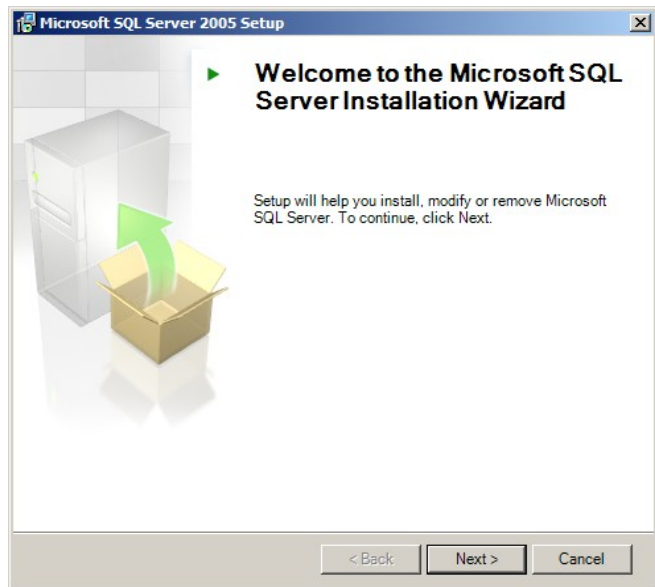 Microsoft SQL Server 2005 Setup
Welcome to the Microsoft SQL
Server Installation Wizard
Setup will help you install, modify or remove Microsoft
SQL Server. To continue, click Next.
< Back Next > Cancel